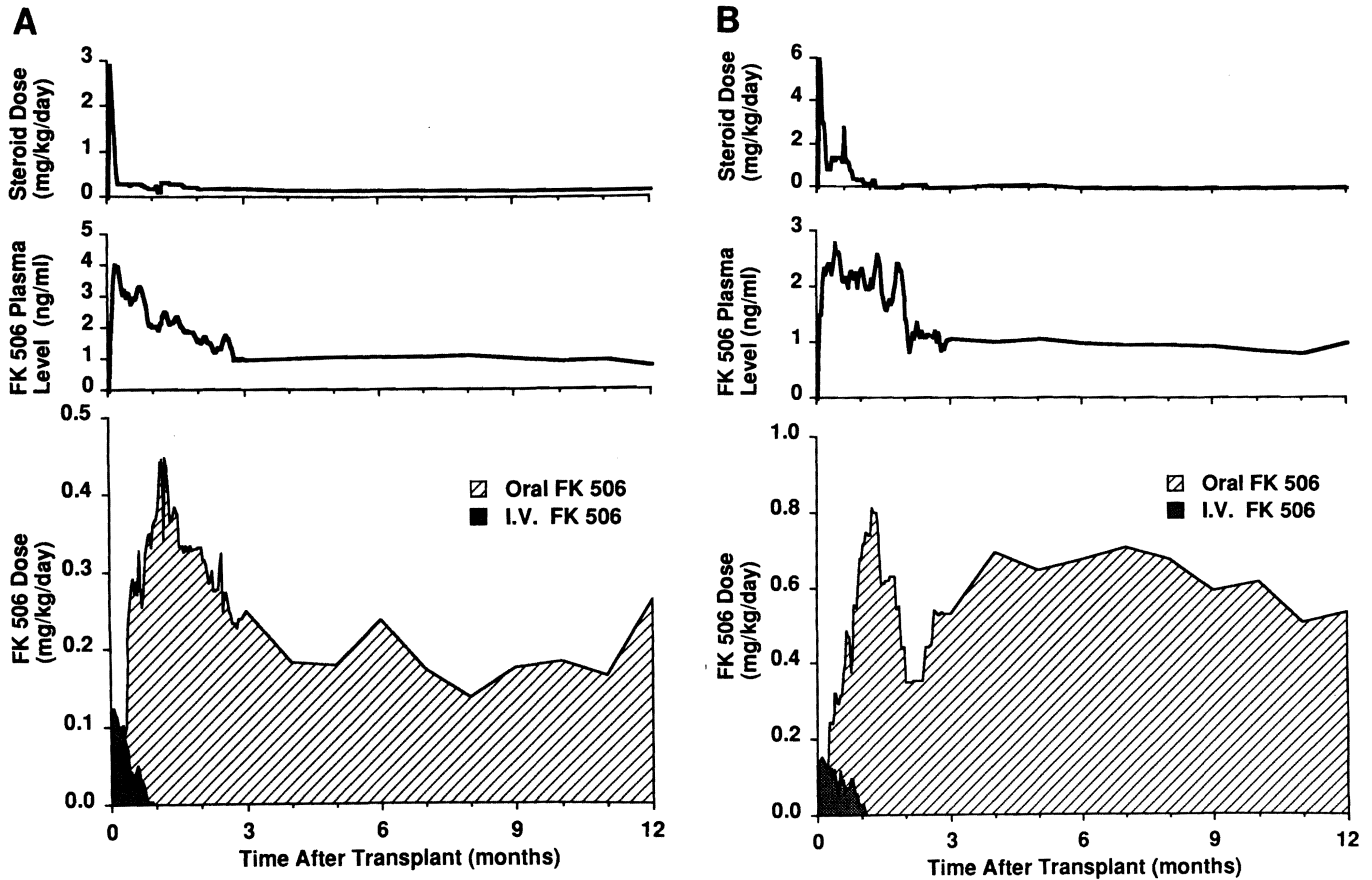 A
Steroid Dose
(mg/kg/day)
3
2
1
0
FK 506 Plasma
Level (ng/ml)
5
4
3
2
1
0
FK 506 Dose
(mg/kg/day)
0.5
0.4
0.3
0.2
0.1
0.0
Oral FK 506
I.V. FK 506
0 3 6 9 12
Time After Transplant (months)
B
Steroid Dose
(mg/kg/day)
6
4
2
0
FK 506 Plasma
Level (ng/ml)
3
2
1
0
FK 506 Dose
(mg/kg/day)
1.0
0.8
0.6
0.4
0.2
0.0
Oral FK 506
I.V. FK 506
0 3 6 9 12
Time After Transplant (months)